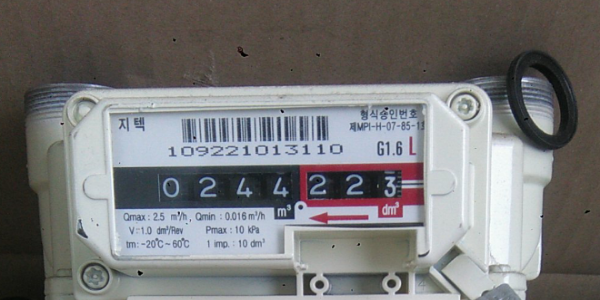 지텍
형식승인번호
제MPI-H-07-85-1
109221013110
G1.6 L
0244 223
m³ dm³
Qmax : 2.5 m³/h, Qmin : 0.016 m³/h
V : 1.0 dm³/Rev Pmax : 10 kPa
tm : -20℃~60℃ 1 imp. : 10 dm³